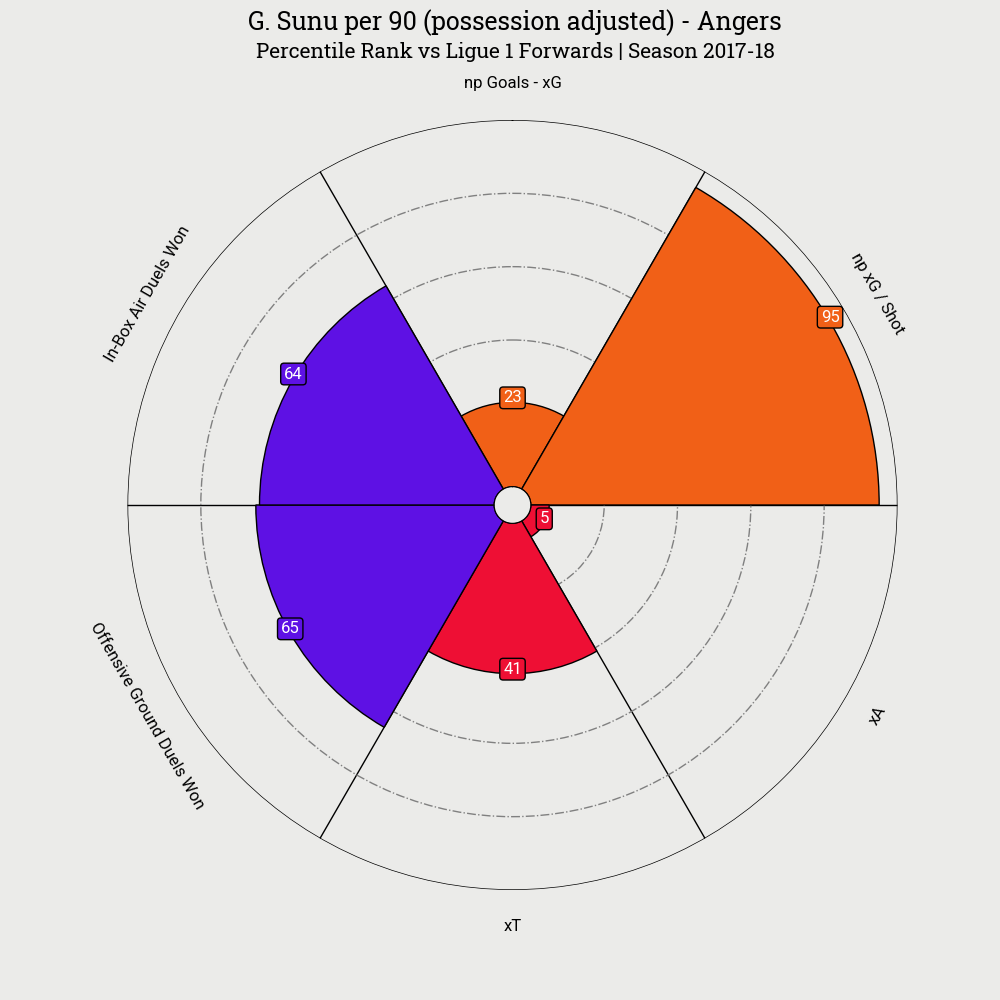 G. Sunu per 90 (possession adjusted) - Angers
Percentile Rank vs Ligue 1 Forwards | Season 2017-18
np Goals - xG
np xG / Shot
In-Box Air Duels Won
95
64
23
5
65
41
Offensive Ground Duels Won
xA
xT